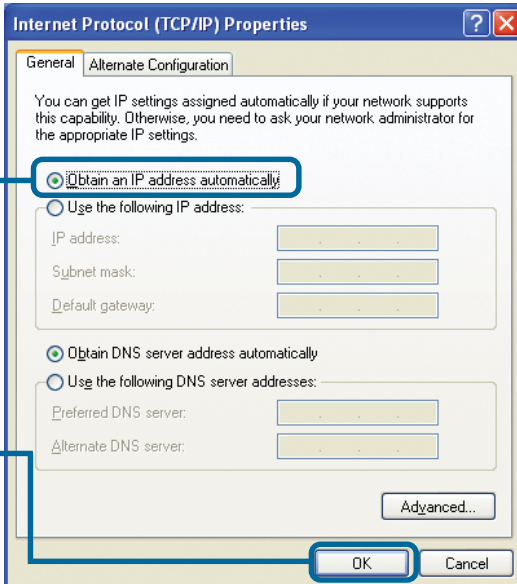 Internet Protocol (TCP/IP) Properties
General Alternate Configuration
You can get IP settings assigned automatically if your network supports
this capability. Otherwise, you need to ask your network administrator for
the appropriate IP settings.
Obtain an IP address automatically
Use the following IP address:
IP address:
Subnet mask:
Default gateway:
Obtain DNS server address automatically
Use the following DNS server addresses:
Preferred DNS server:
Alternate DNS server:
Advanced...
OK Cancel